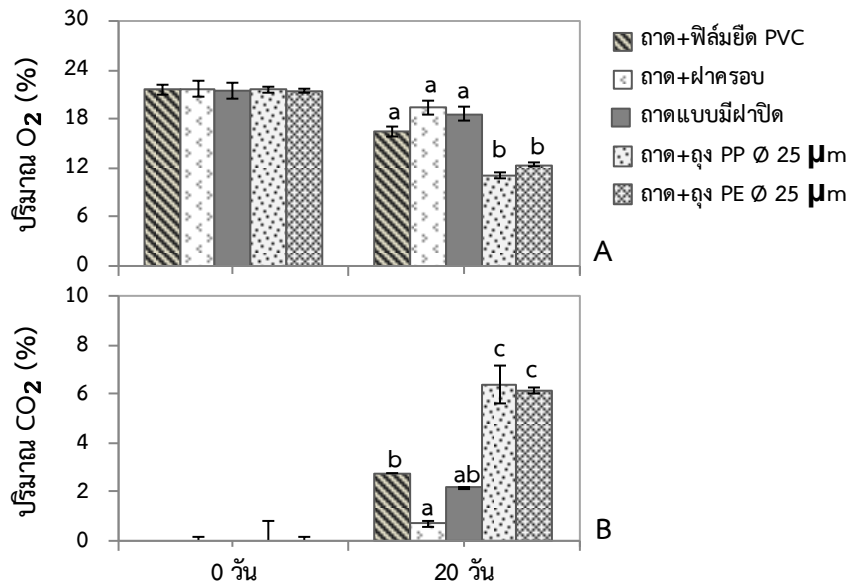 30
24
18
12
6
0
ปริมาณ O2 (%)
a
a
a
b
b
A
ถาด+ฟิล์มยืด PVC
ถาด+ฝาครอบ
ถาดแบบมีฝาปิด
ถาด+ถุง PP Ø 25 µm
ถาด+ถุง PE Ø 25 µm
10
8
6
4
2
0
ปริมาณ CO2 (%)
b
a
ab
c
c
B
0 วัน
20 วัน